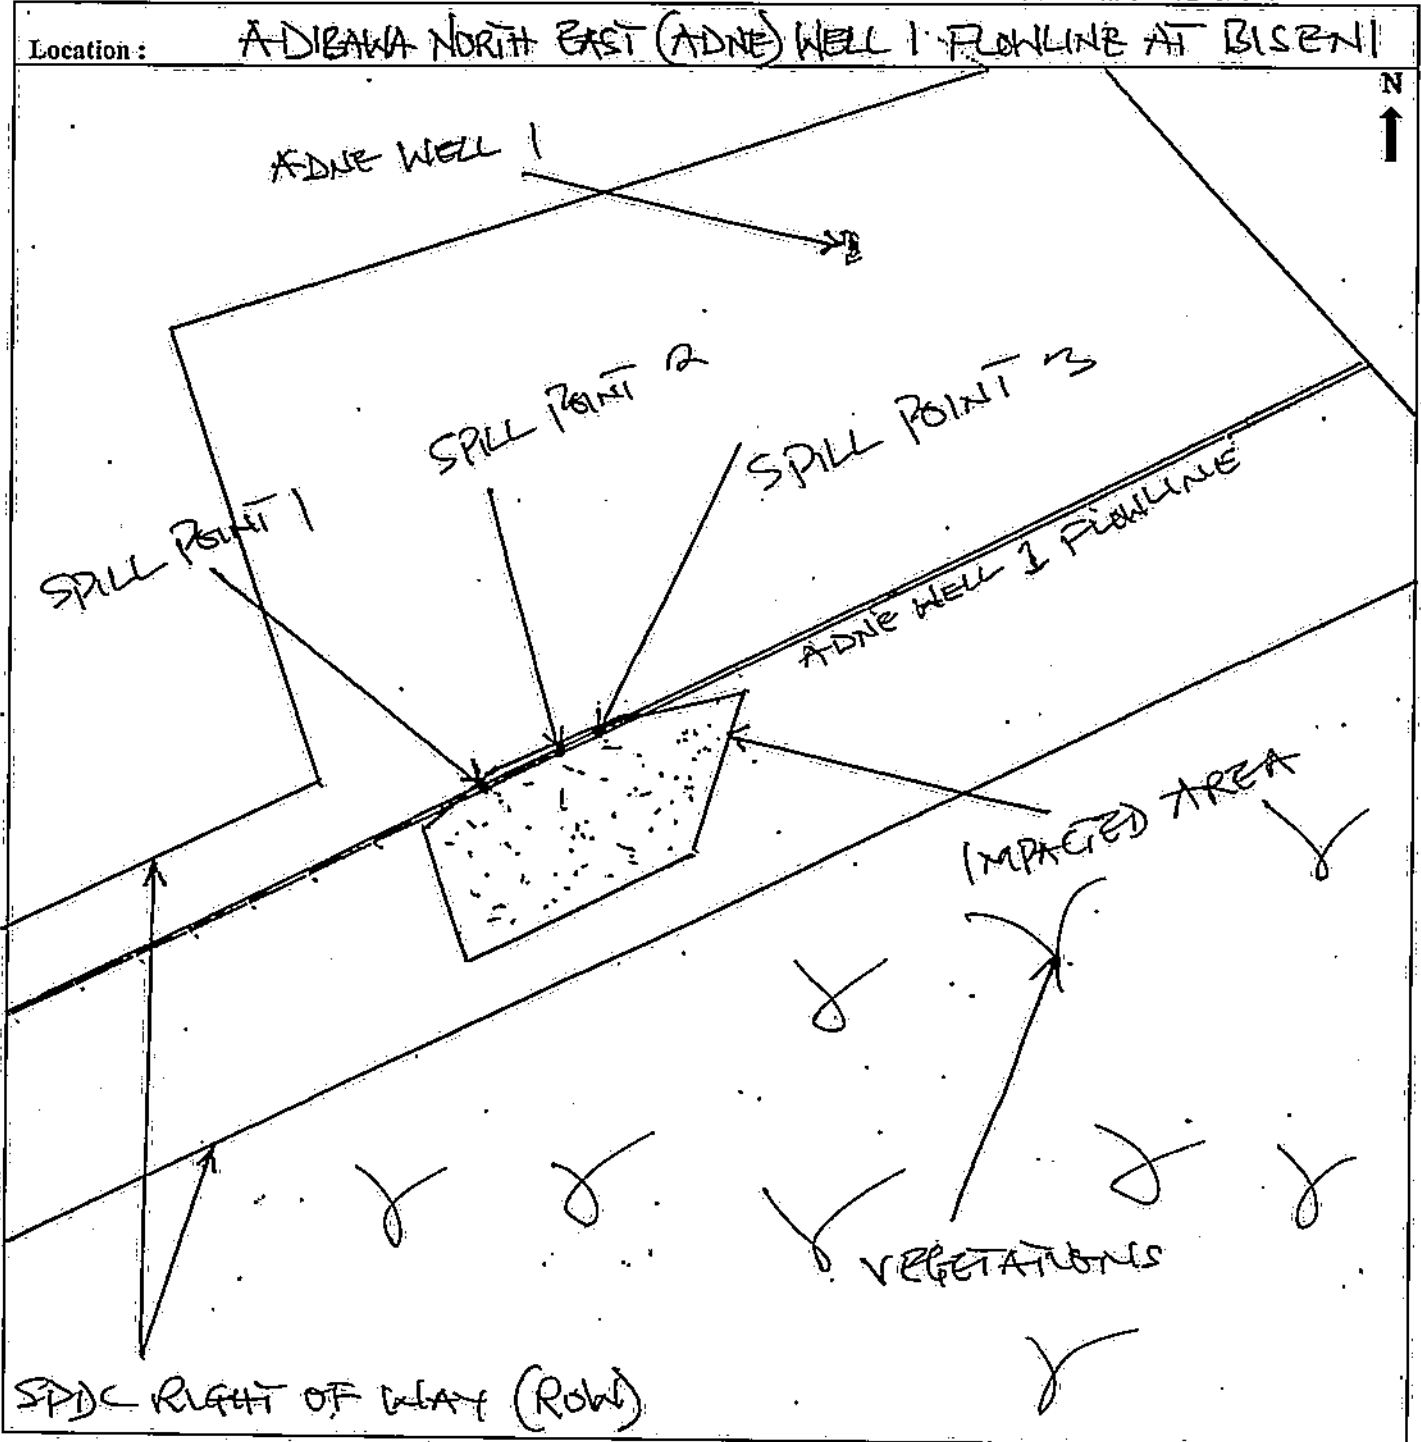 Location : ADIBAWA NORTH EAST (ADNE) WELL 1 FLOWLINE AT BISENI
N
ADNE WELL 1
SPILL POINT 2
SPILL POINT 3
SPILL POINT 1
ADNE WELL 1 FLOWLINE
IMPACTED AREA
VEGETATIONS
SPDC RIGHT OF WAY (ROW)